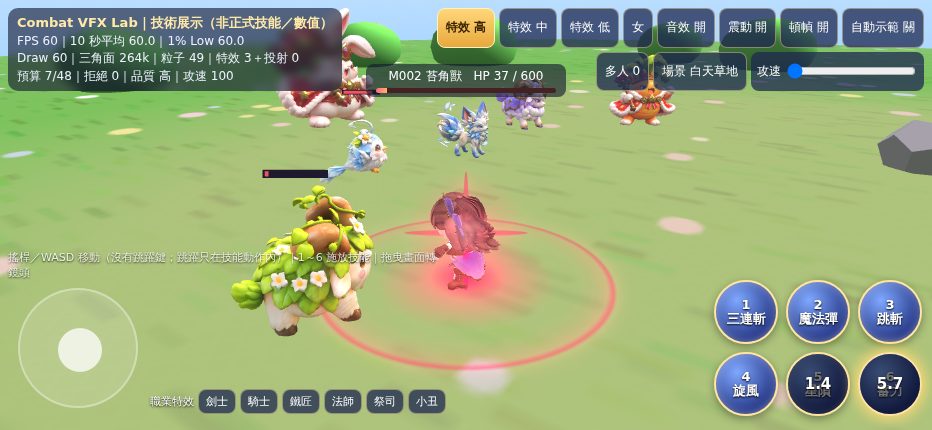 Combat VFX Lab｜技術展示（非正式技能／數值）
FPS 60｜10 秒平均 60.0｜1% Low 60.0
Draw 60｜三角面 264k｜粒子 49｜特效 3＋投射 0
預算 7/48｜拒絕 0｜品質 高｜攻速 100
特效 高
特效 中
特效 低
女
音效 開
震動 開
頓幀 開
自動示範 關
多人 0
場景 白天草地
攻速
M002 苔角獸 HP 37 / 600
搖桿／WASD 移動（沒有跳躍鍵；跳躍只在技能動作內）｜1～6 施放技能｜拖曳畫面轉
鏡頭
1
三連斬
2
魔法彈
3
跳斬
4
旋風
1.4
5.7
蓄力
職業特效
劍士
騎士
鐵匠
法師
祭司
小丑